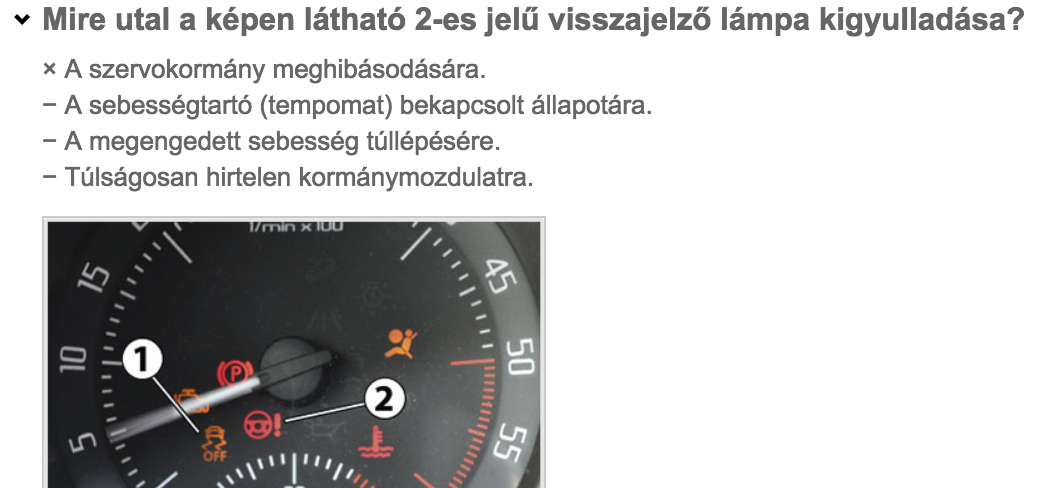 Mire utal a képen látható 2-es jelű visszajelző lámpa kigyulladása?
× A szervokormány meghibásodására.
− A sebességtartó (tempomat) bekapcsolt állapotára.
− A megengedett sebesség túllépésére.
− Túlságosan hirtelen kormánymozdulatra.
1/min x 100
15
45
10
1
50
P
2
5
OFF
!
55